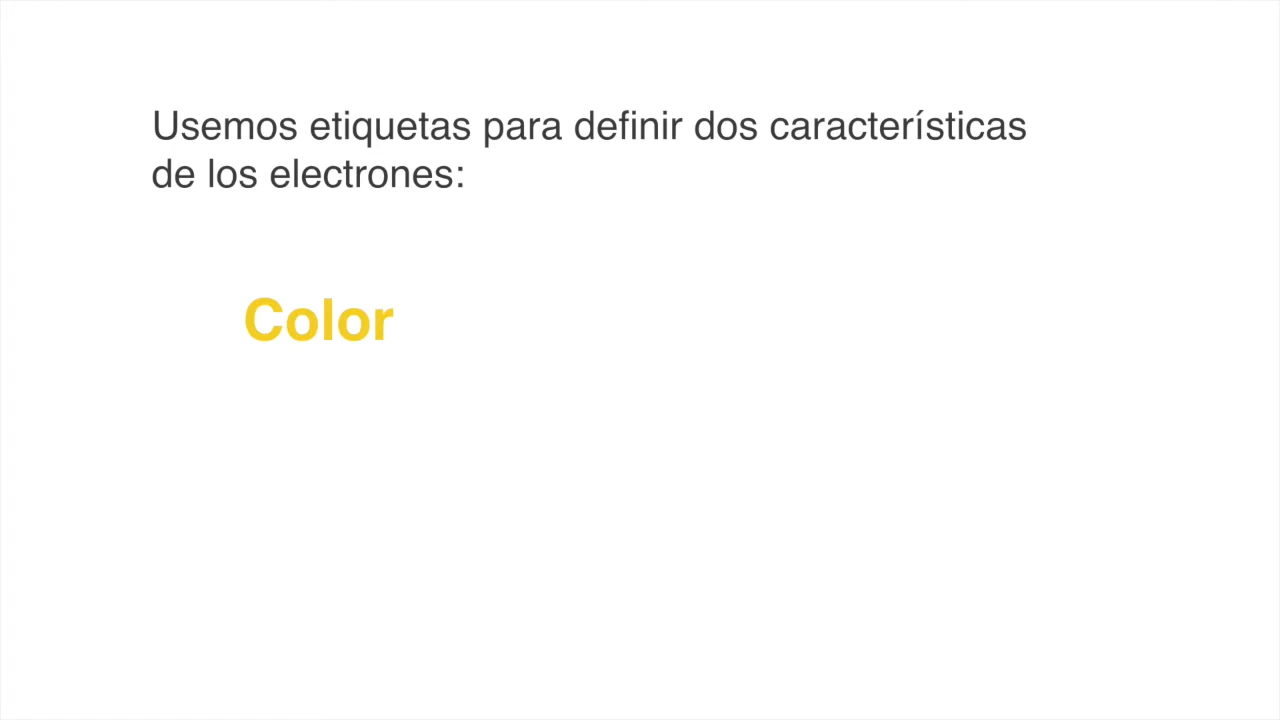 Usemos etiquetas para definir dos características
de los electrones:
Color